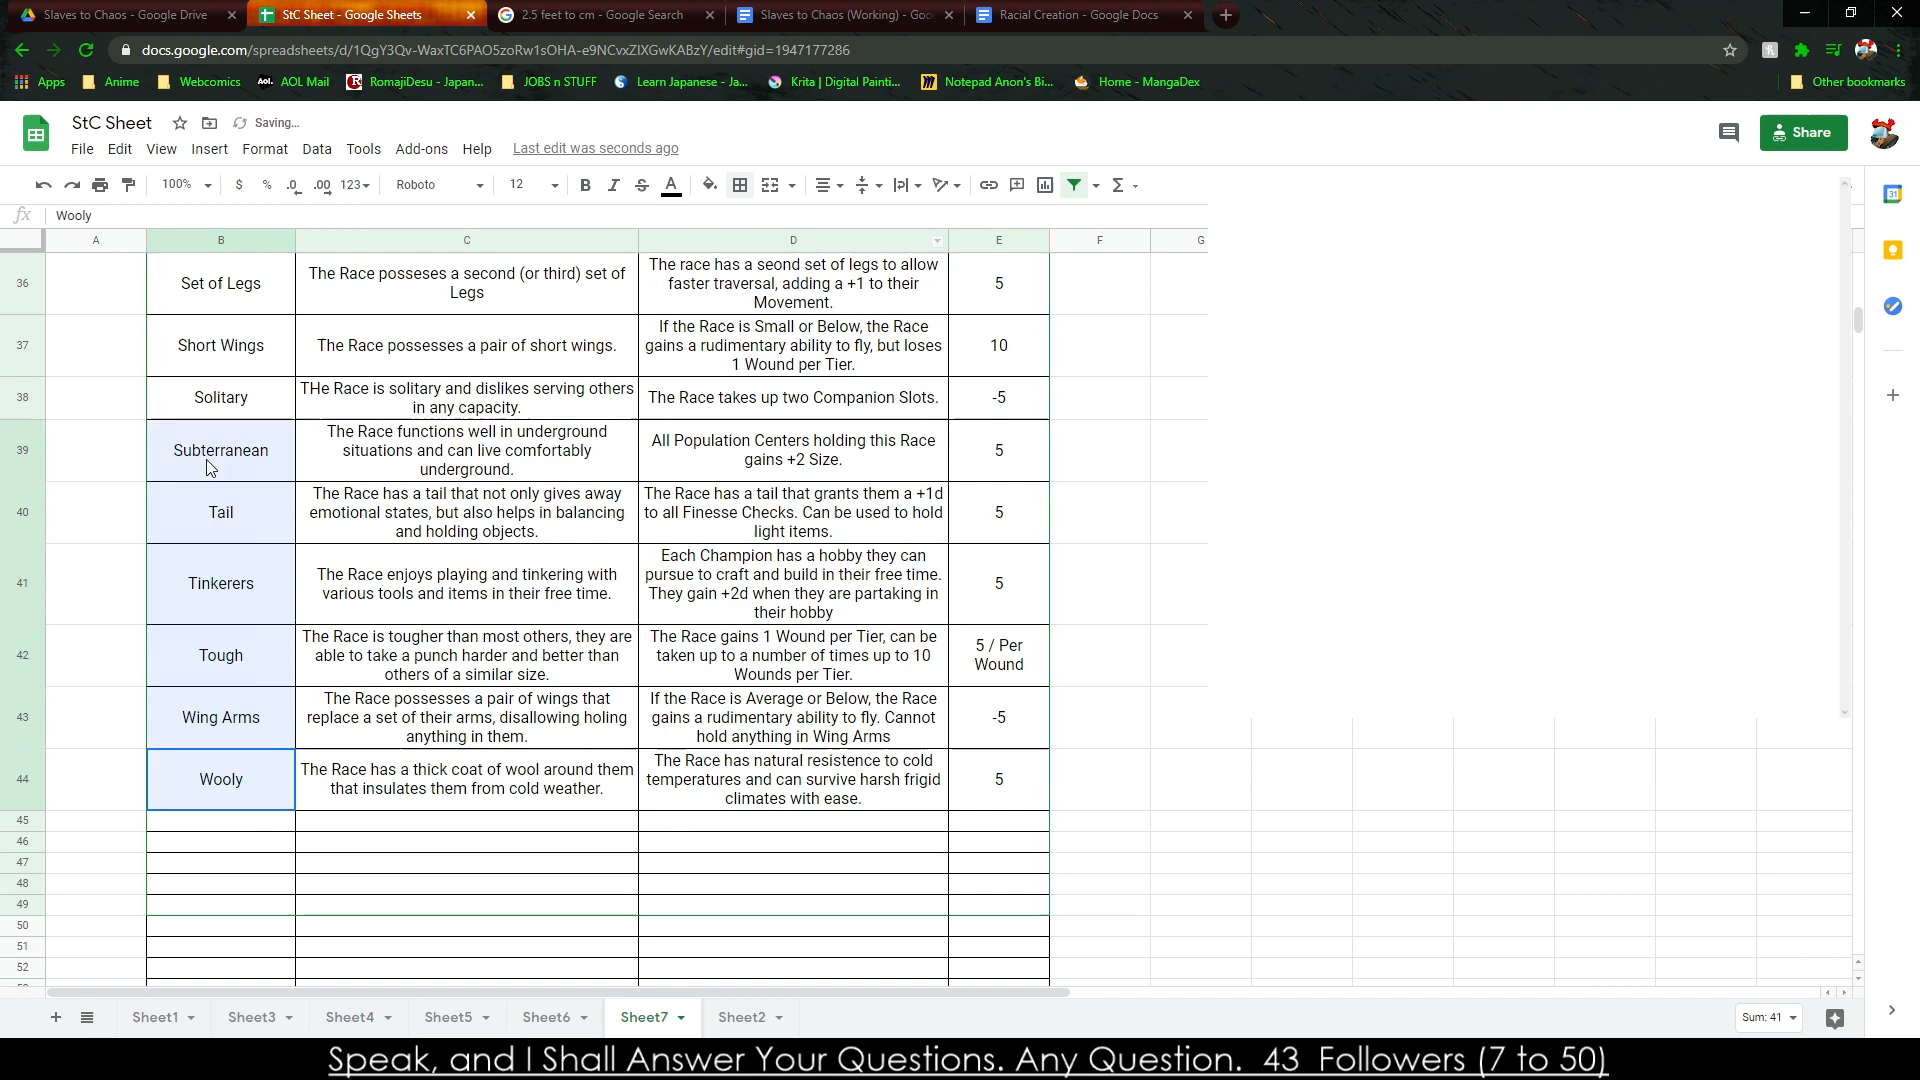 Slaves to Chaos - Google Drive
StC Sheet - Google Sheets
2.5 feet to cm - Google Search
Slaves to Chaos (Working) - Goo
Racial Creation - Google Docs
docs.google.com/spreadsheets/d/1QgY3Qv-WaxTC6PAO5zoRw1sOHA-e9NCvxZIXGwKABzY/edit#gid=1947177286
Apps
Anime
Webcomics
Aol. AOL Mail
RomajiDesu - Japan...
JOBS n STUFF
Learn Japanese - Ja...
Krita | Digital Painti...
Notepad Anon's Bi...
Home - MangaDex
Other bookmarks
StC Sheet
Saving...
Share
File Edit View Insert Format Data Tools Add-ons Help Last edit was seconds ago
100% $ % .0 .00 123 Roboto 12 B I S A Σ
31
fx Wooly
A B C D E F G
36
Set of Legs
The Race posseses a second (or third) set of
Legs
The race has a seond set of legs to allow
faster traversal, adding a +1 to their
Movement.
5
37
Short Wings
The Race possesses a pair of short wings.
If the Race is Small or Below, the Race
gains a rudimentary ability to fly, but loses
1 Wound per Tier.
10
38
Solitary
THe Race is solitary and dislikes serving others
in any capacity.
The Race takes up two Companion Slots.
-5
39
Subterranean
The Race functions well in underground
situations and can live comfortably
underground.
All Population Centers holding this Race
gains +2 Size.
5
40
Tail
The Race has a tail that not only gives away
emotional states, but also helps in balancing
and holding objects.
The Race has a tail that grants them a +1d
to all Finesse Checks. Can be used to hold
light items.
5
41
Tinkerers
The Race enjoys playing and tinkering with
various tools and items in their free time.
Each Champion has a hobby they can
pursue to craft and build in their free time.
They gain +2d when they are partaking in
their hobby
5
42
Tough
The Race is tougher than most others, they are
able to take a punch harder and better than
others of a similar size.
The Race gains 1 Wound per Tier, can be
taken up to a number of times up to 10
Wounds per Tier.
5 / Per
Wound
43
Wing Arms
The Race possesses a pair of wings that
replace a set of their arms, disallowing holing
anything in them.
If the Race is Average or Below, the Race
gains a rudimentary ability to fly. Cannot
hold anything in Wing Arms
-5
44
Wooly
The Race has a thick coat of wool around them
that insulates them from cold weather.
The Race has natural resistence to cold
temperatures and can survive harsh frigid
climates with ease.
5
45
46
47
48
49
50
51
52
Sheet1 Sheet3 Sheet4 Sheet5 Sheet6 Sheet7 Sheet2
Sum: 41
Speak, and I Shall Answer Your Questions. Any Question. 43 Followers (7 to 50)